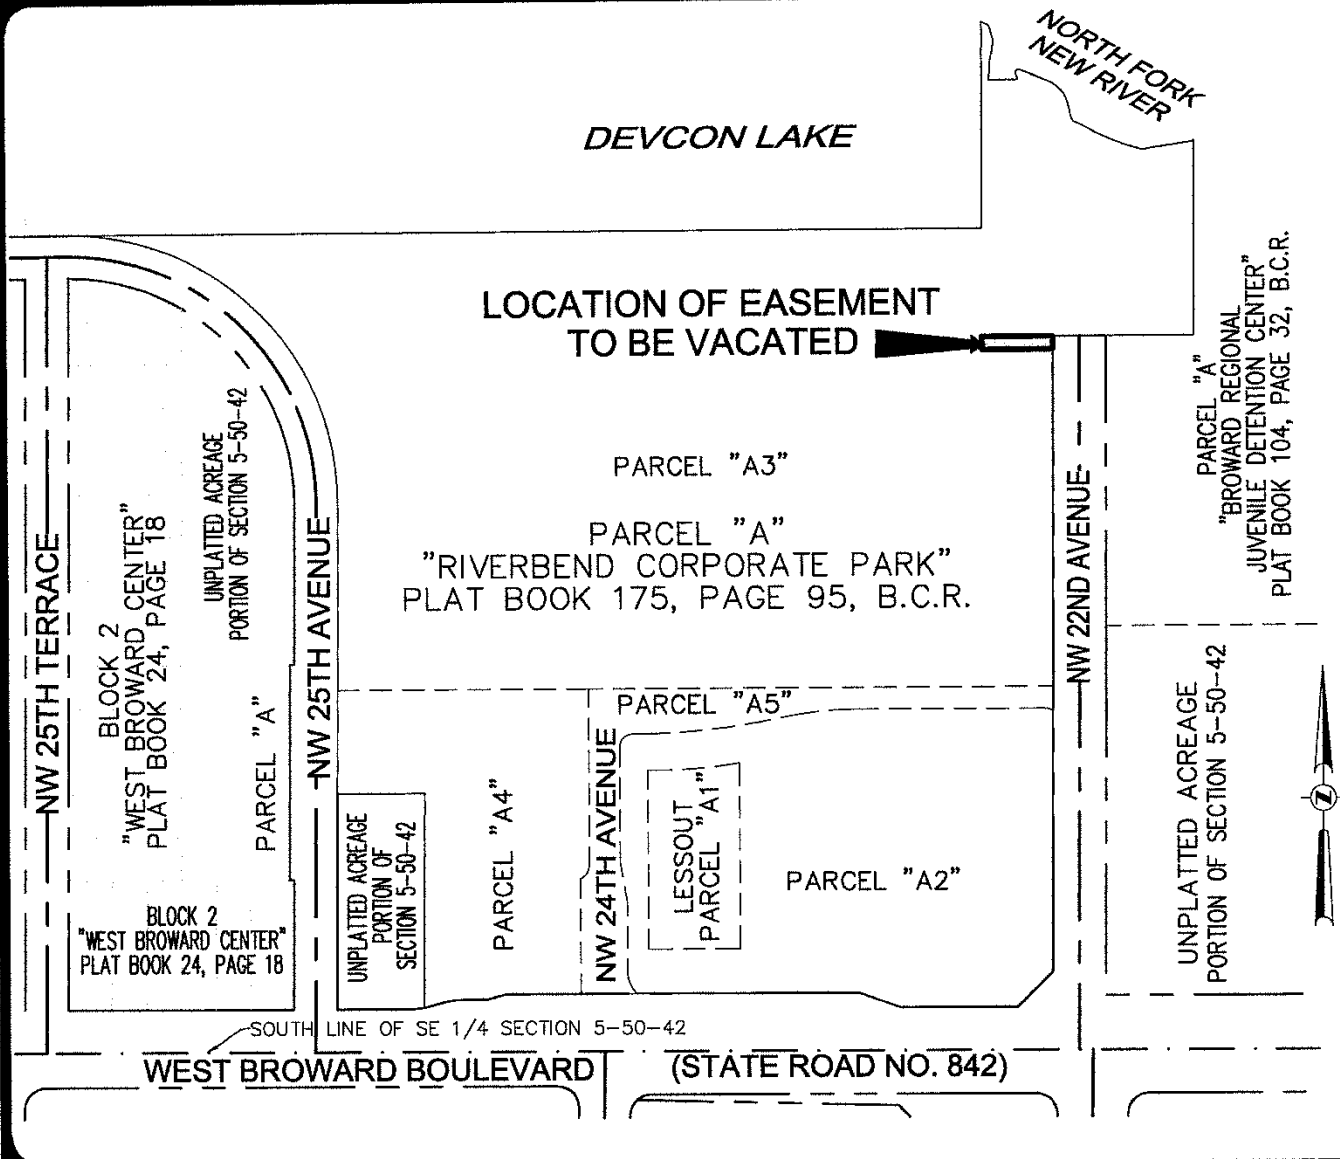 NORTH FORK
NEW RIVER
DEVCON LAKE
LOCATION OF EASEMENT
TO BE VACATED
PARCEL "A"
"BROWARD REGIONAL
JUVENILE DETENTION CENTER"
PLAT BOOK 104, PAGE 32, B.C.R.
UNPLATTED ACREAGE
PORTION OF SECTION 5-50-42
PARCEL "A3"
PARCEL "A"
"RIVERBEND CORPORATE PARK"
PLAT BOOK 175, PAGE 95, B.C.R.
NW 25TH TERRACE
BLOCK 2
"WEST BROWARD CENTER"
PLAT BOOK 24, PAGE 18
PARCEL "A"
NW 25TH AVENUE
NW 22ND AVENUE
PARCEL "A5"
UNPLATTED ACREAGE
PORTION OF SECTION 5-50-42
UNPLATTED ACREAGE
PORTION OF
SECTION 5-50-42
PARCEL "A4"
NW 24TH AVENUE
LESSOUT
PARCEL "A1"
PARCEL "A2"
Z
BLOCK 2
"WEST BROWARD CENTER"
PLAT BOOK 24, PAGE 18
SOUTH LINE OF SE 1/4 SECTION 5-50-42
WEST BROWARD BOULEVARD (STATE ROAD NO. 842)